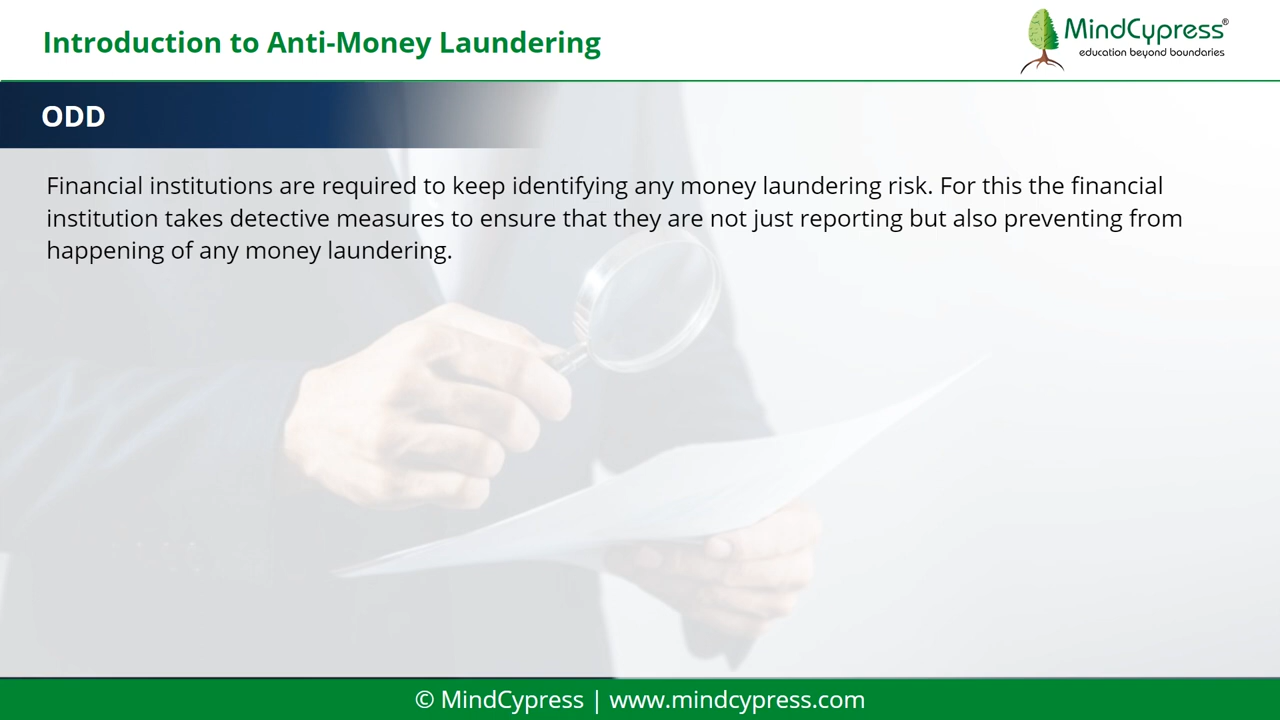 Introduction to Anti-Money Laundering
MindCypress®
education beyond boundaries
ODD
Financial institutions are required to keep identifying any money laundering risk. For this the financial
institution takes detective measures to ensure that they are not just reporting but also preventing from
happening of any money laundering.
© MindCypress | www.mindcypress.com